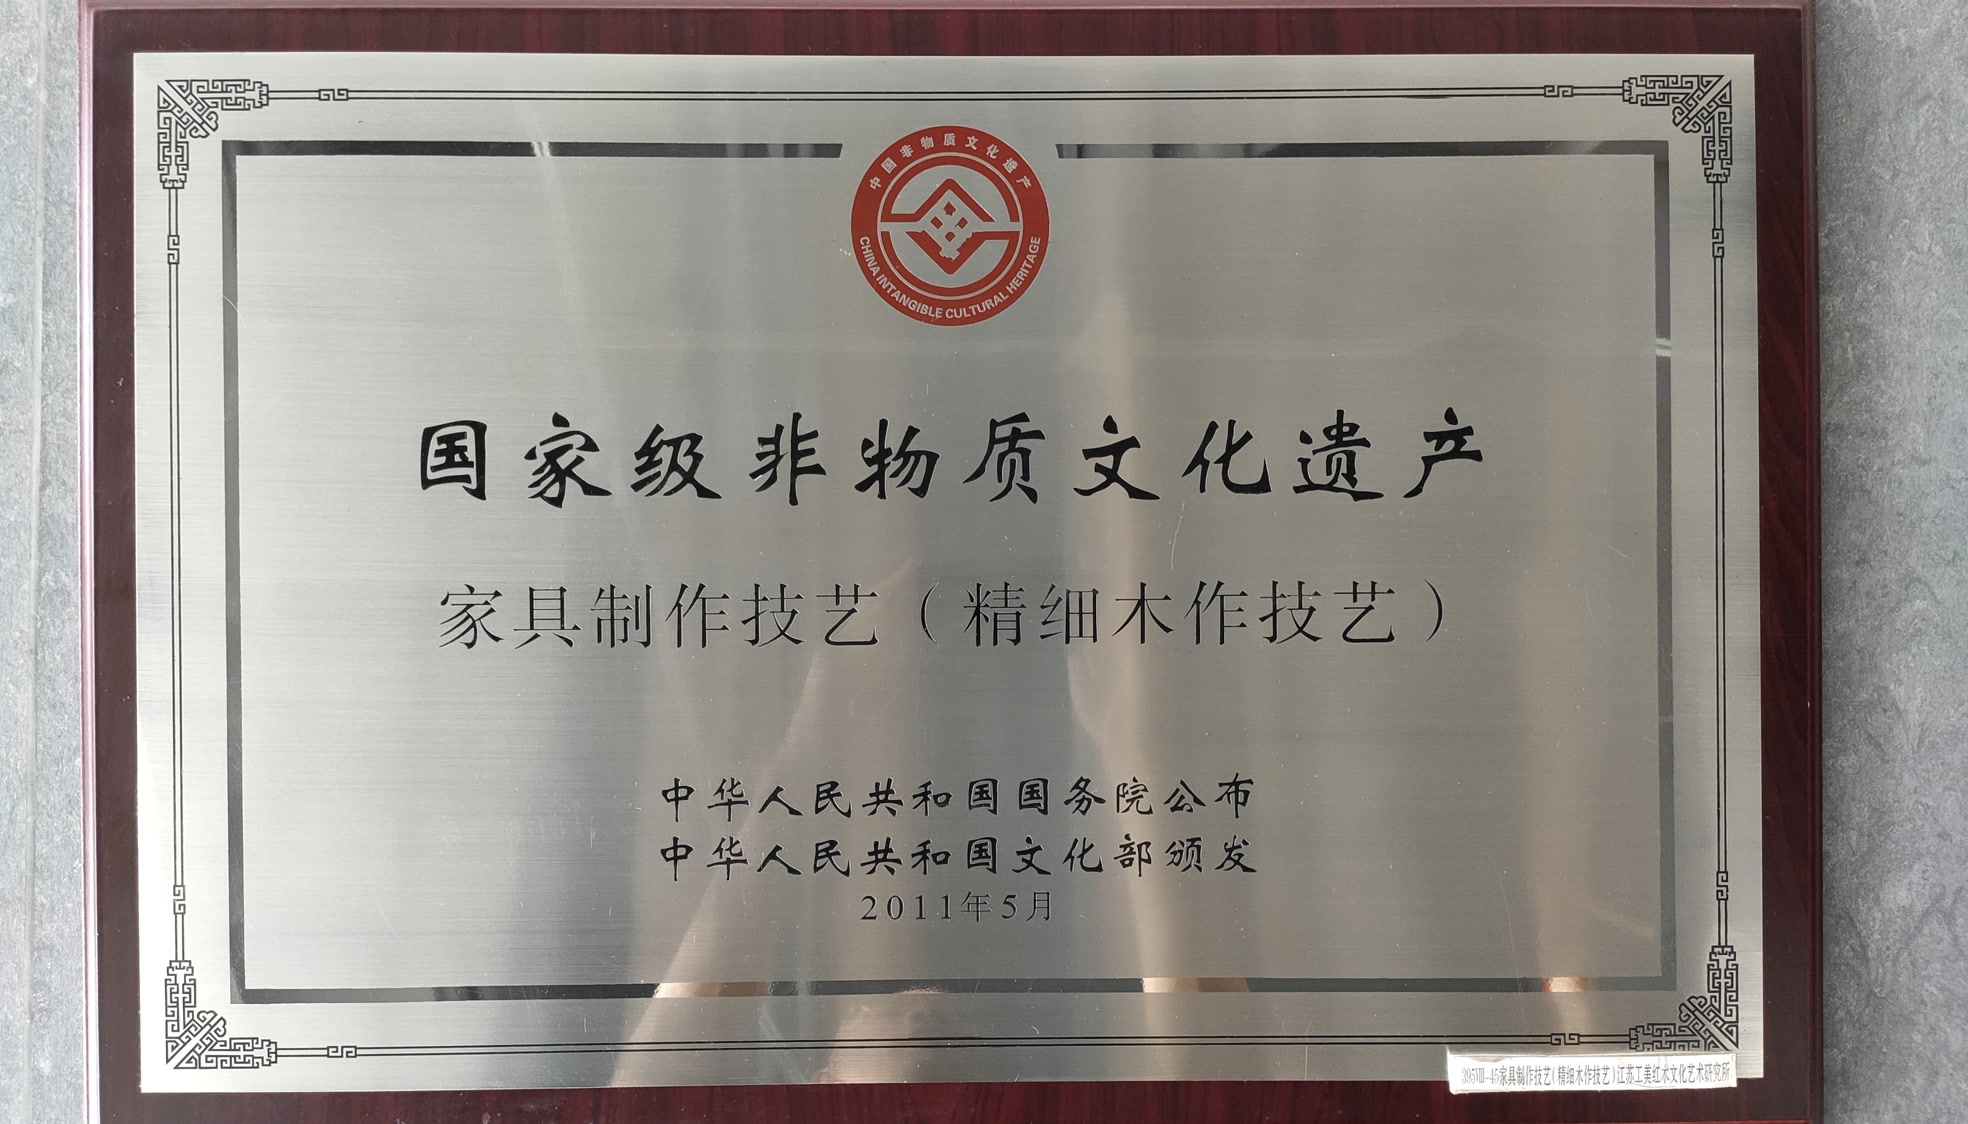 中国非物质文化遗产
CHINA INTANGIBLE CULTURAL HERITAGE
国家级非物质文化遗产
家具制作技艺（精细木作技艺）
中华人民共和国国务院公布
中华人民共和国文化部颁发
2011年5月
395Ⅷ-45家具制作技艺(精细木作技艺)江苏工美红木文化艺术研究所